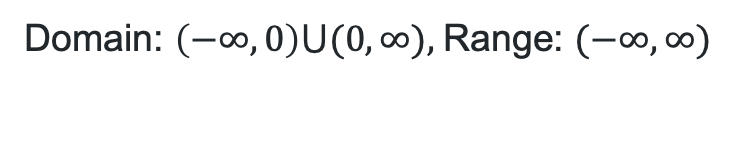 Domain: (−∞, 0)∪(0, ∞), Range: (−∞, ∞)